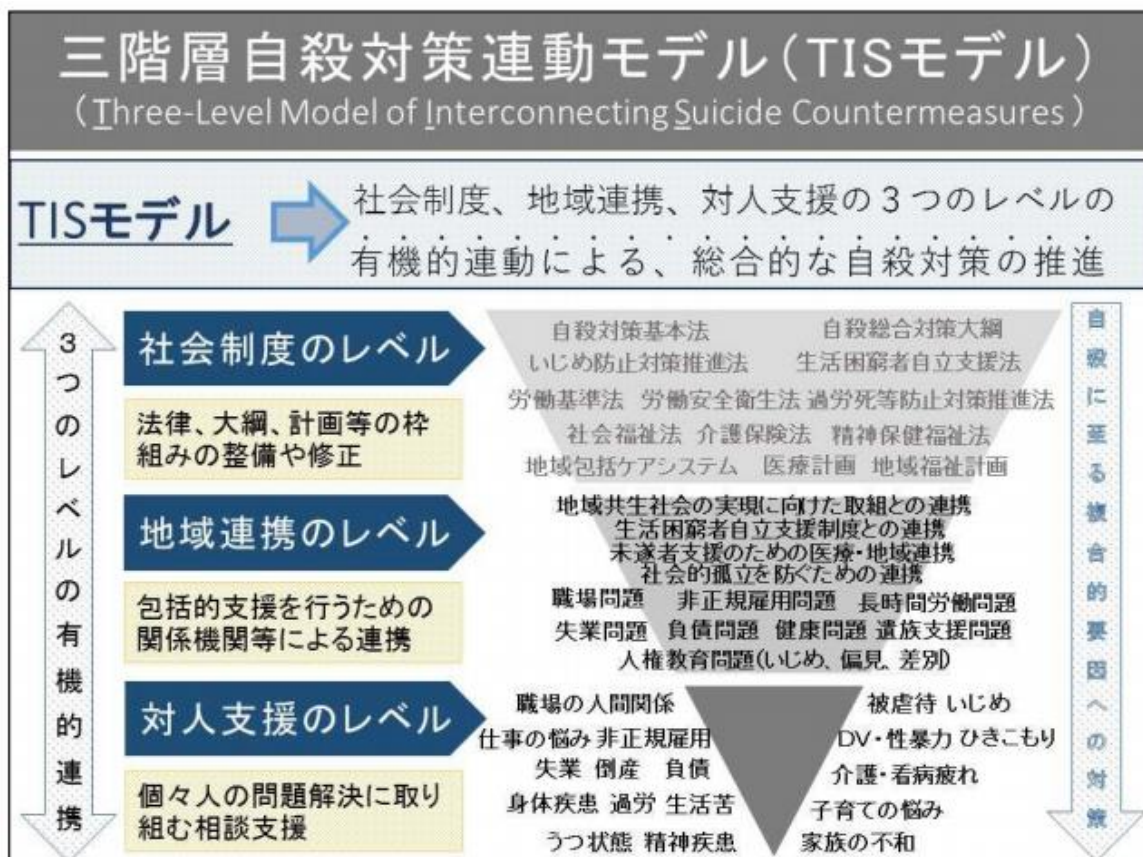 三階層自殺対策連動モデル(TISモデル)
(Three-Level Model of Interconnecting Suicide Countermeasures)
TISモデル
社会制度、地域連携、対人支援の3つのレベルの
有機的連動による、総合的な自殺対策の推進
3つのレベルの有機的連携
社会制度のレベル
法律、大綱、計画等の枠
組みの整備や修正
自殺対策基本法 自殺総合対策大綱
いじめ防止対策推進法 生活困窮者自立支援法
労働基準法 労働安全衛生法 過労死等防止対策推進法
社会福祉法 介護保険法 精神保健福祉法
地域包括ケアシステム 医療計画 地域福祉計画
地域連携のレベル
包括的支援を行うための
関係機関等による連携
地域共生社会の実現に向けた取組との連携
生活困窮者自立支援制度との連携
未遂者支援のための医療・地域連携
社会的孤立を防ぐための連携
職場問題 非正規雇用問題 長時間労働問題
失業問題 負債問題 健康問題 遺族支援問題
人権教育問題(いじめ、偏見、差別)
対人支援のレベル
個々人の問題解決に取り
組む相談支援
職場の人間関係 被虐待 いじめ
仕事の悩み 非正規雇用 DV・性暴力 ひきこもり
失業 倒産 負債 介護・看病疲れ
身体疾患 過労 生活苦 子育ての悩み
うつ状態 精神疾患 家族の不和
自殺に至る複合的要因への対策